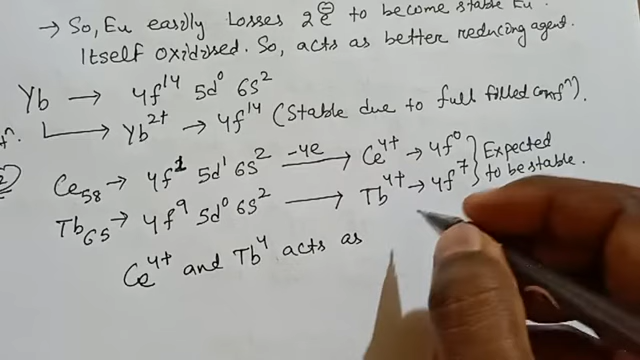 → So, Eu easily Losses 2e⊖ to become stable Eu.
Itself oxidised. So, acts as better reducing agent.
Yb → 4f¹⁴ 5d⁰ 6s²
→ Yb²⁺ → 4f¹⁴ (Stable due to full filled confⁿ).
Ce₅₈ → 4f¹ 5d¹ 6s² —-4e→ Ce⁴⁺ → 4f⁰ } Expected
Tb₆₅ → 4f⁹ 5d⁰ 6s² → Tb⁴⁺ → 4f⁷ } to be stable.
Ce⁴⁺ and Tb⁴ acts as